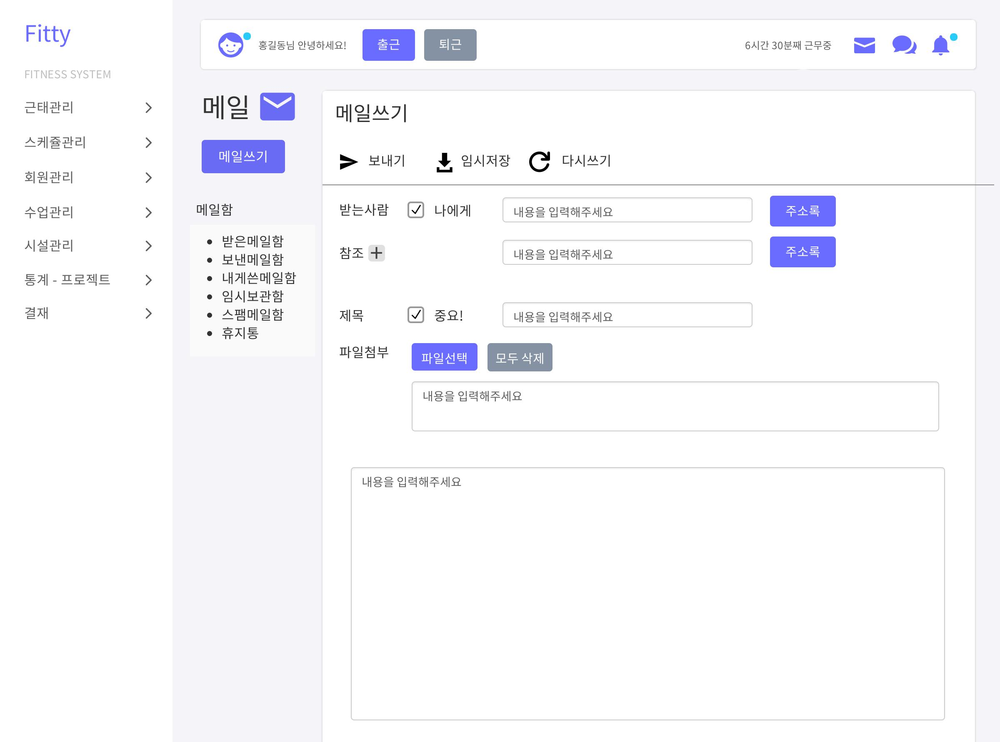 Fitty
FITNESS SYSTEM
근태관리
스케쥴관리
회원관리
수업관리
시설관리
통계 - 프로젝트
결재
홍길동님 안녕하세요!
출근
퇴근
6시간 30분째 근무중
메일
메일쓰기
메일함
받은메일함
보낸메일함
내게쓴메일함
임시보관함
스팸메일함
휴지통
메일쓰기
보내기
임시저장
다시쓰기
받는사람
나에게
내용을 입력해주세요
주소록
참조
내용을 입력해주세요
주소록
제목
중요!
내용을 입력해주세요
파일첨부
파일선택
모두 삭제
내용을 입력해주세요
내용을 입력해주세요